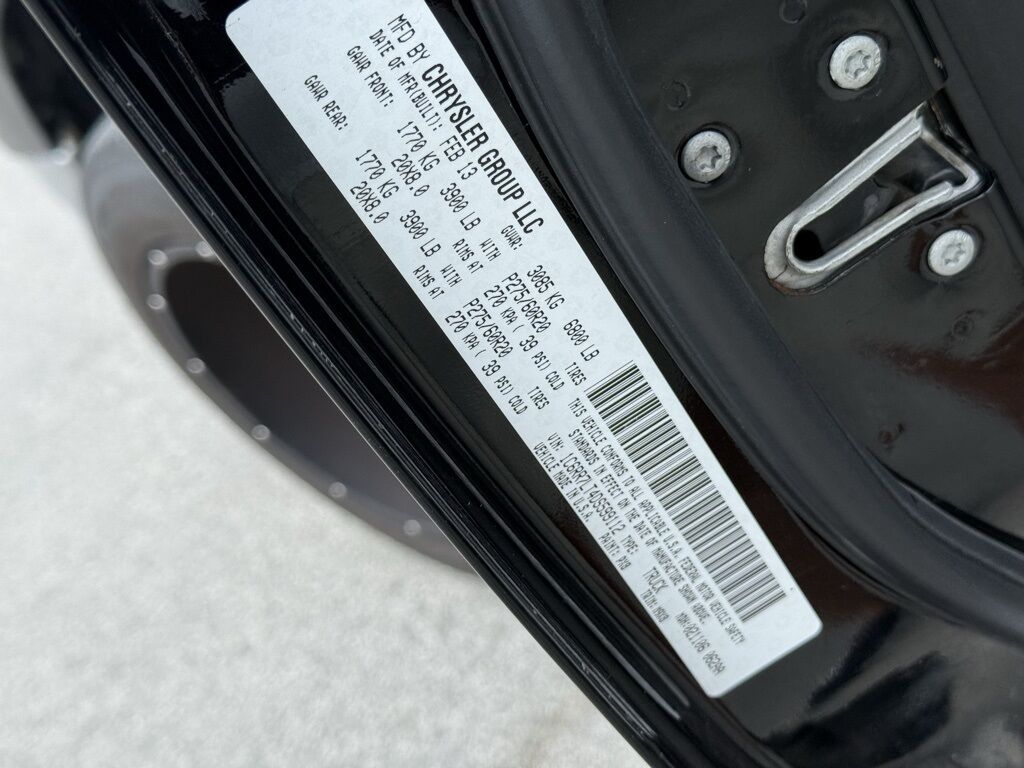 MFD BY CHRYSLER GROUP LLC
DATE OF MFR(BUILT): FEB 13 GVWR: 3085 KG 6800 LB
GAWR FRONT: 1770 KG 3900 LB WITH P275/60R20 TIRES
20X8.0 RIMS AT 270 KPA ( 39 PSI) COLD
GAWR REAR: 1770 KG 3900 LB WITH P275/60R20 TIRES
20X8.0 RIMS AT 270 KPA ( 39 PSI) COLD
THIS VEHICLE CONFORMS TO ALL APPLICABLE U.S.A. FEDERAL MOTOR VEHICLE SAFETY
STANDARDS IN EFFECT ON THE DATE OF MANUFACTURE SHOWN ABOVE.
VIN: TYPE: TRUCK
VEHICLE MADE IN U.S.A. PAINT: PX8